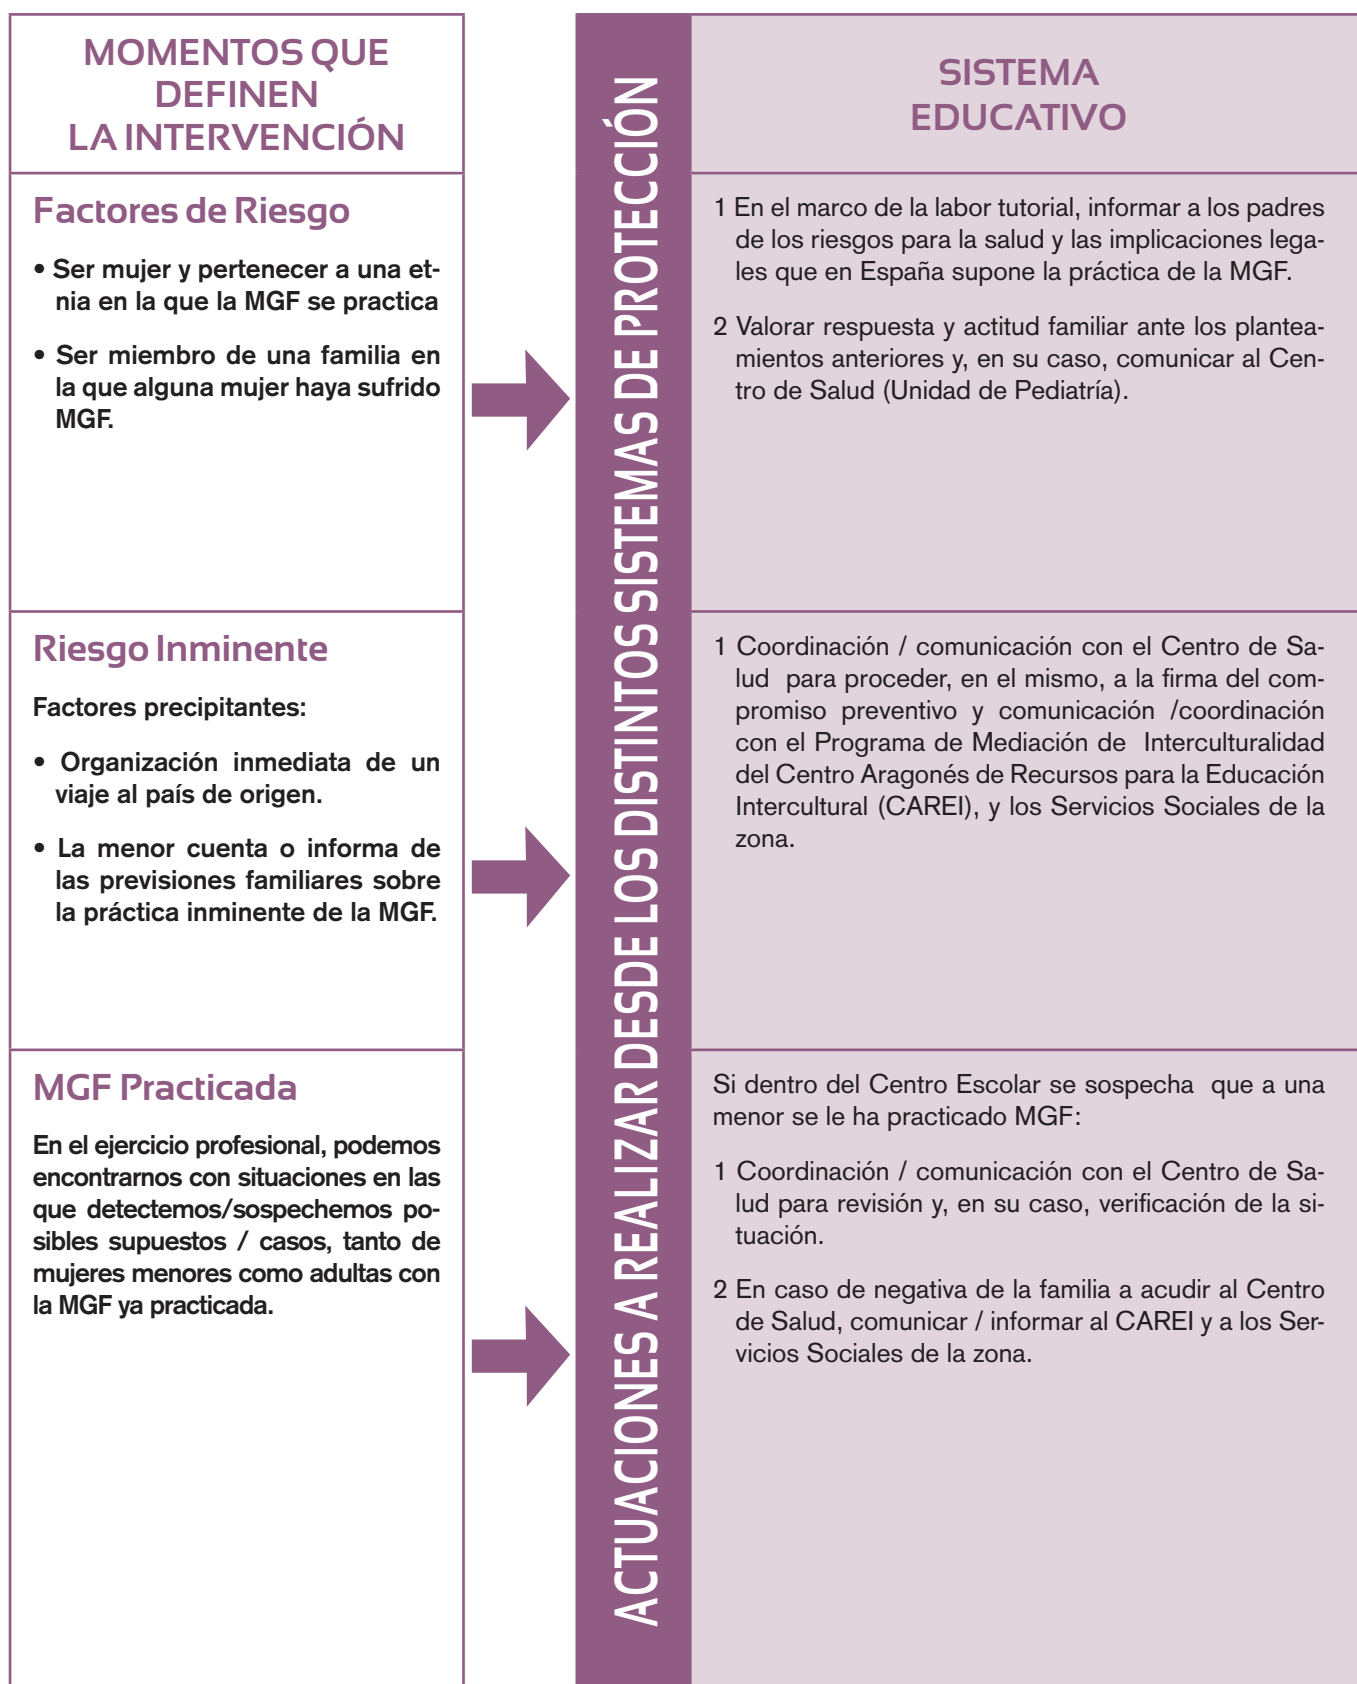 MOMENTOS QUE
DEFINEN
LA INTERVENCIÓN
Factores de Riesgo
• Ser mujer y pertenecer a una et-
nia en la que la MGF se practica
• Ser miembro de una familia en
la que alguna mujer haya sufrido
MGF.
Riesgo Inminente
Factores precipitantes:
• Organización inmediata de un
viaje al país de origen.
• La menor cuenta o informa de
las previsiones familiares sobre
la práctica inminente de la MGF.
MGF Practicada
En el ejercicio profesional, podemos
encontrarnos con situaciones en las
que detectemos/sospechemos po-
sibles supuestos / casos, tanto de
mujeres menores como adultas con
la MGF ya practicada.
ACTUACIONES A REALIZAR DESDE LOS DISTINTOS SISTEMAS DE PROTECCIÓN
SISTEMA
EDUCATIVO
1 En el marco de la labor tutorial, informar a los padres
de los riesgos para la salud y las implicaciones lega-
les que en España supone la práctica de la MGF.
2 Valorar respuesta y actitud familiar ante los plantea-
mientos anteriores y, en su caso, comunicar al Cen-
tro de Salud (Unidad de Pediatría).
1 Coordinación / comunicación con el Centro de Sa-
lud para proceder, en el mismo, a la firma del com-
promiso preventivo y comunicación /coordinación
con el Programa de Mediación de Interculturalidad
del Centro Aragonés de Recursos para la Educación
Intercultural (CAREI), y los Servicios Sociales de la
zona.
Si dentro del Centro Escolar se sospecha que a una
menor se le ha practicado MGF:
1 Coordinación / comunicación con el Centro de Sa-
lud para revisión y, en su caso, verificación de la si-
tuación.
2 En caso de negativa de la familia a acudir al Centro
de Salud, comunicar / informar al CAREI y a los Ser-
vicios Sociales de la zona.